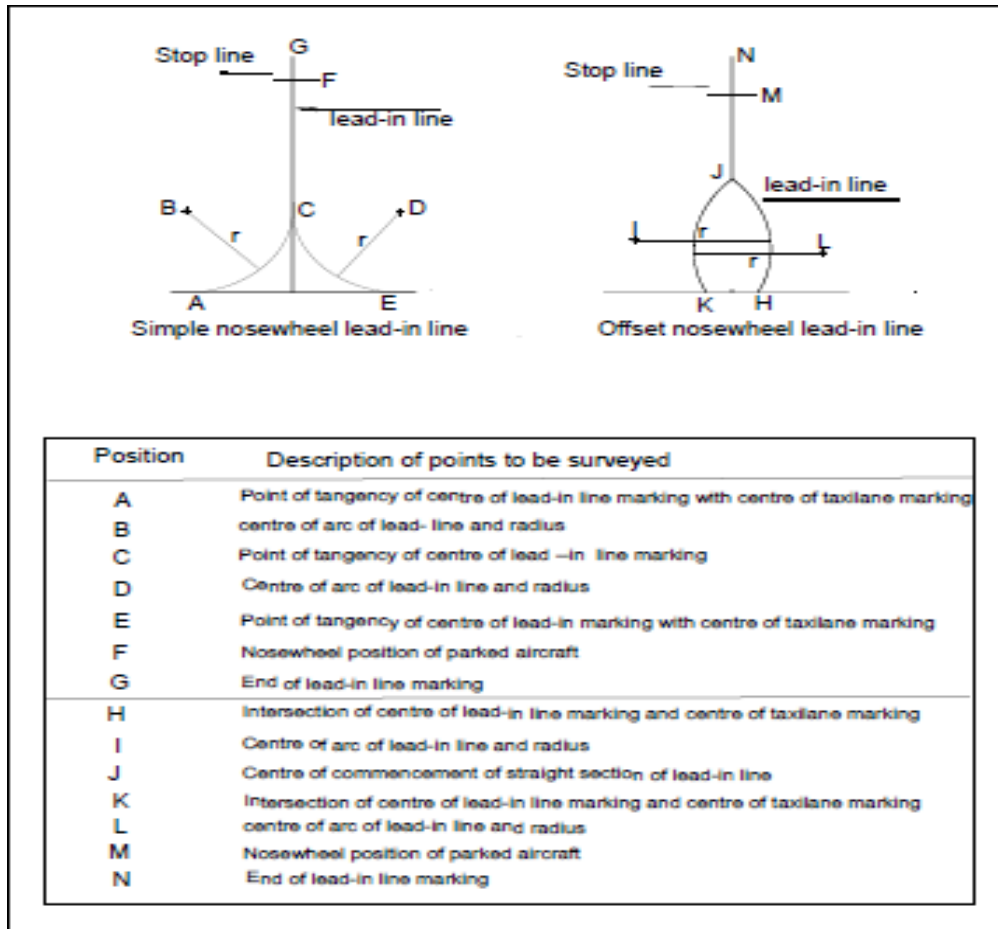 G
Stop line
F
lead-in line
B
C
D
r
r
A
E
Simple nosewheel lead-in line
N
Stop line
M
J
lead-in line
I
r
L
r
K
H
Offset nosewheel lead-in line
Position Description of points to be surveyed
A Point of tangency of centre of lead-in line marking with centre of taxilane marking
B centre of arc of lead- line and radius
C Point of tangency of centre of lead –in line marking
D Centre of arc of lead-in line and radius
E Point of tangency of centre of lead-in marking with centre of taxilane marking
F Nosewheel position of parked aircraft
G End of lead-in line marking
H Intersection of centre of lead-in line marking and centre of taxilane marking
I Centre of arc of lead-in line and radius
J Centre of commencement of straight section of lead-in line
K Intersection of centre of lead-in line marking and centre of taxilane marking
L centre of arc of lead-in line and radius
M Nosewheel position of parked aircraft
N End of lead-in line marking